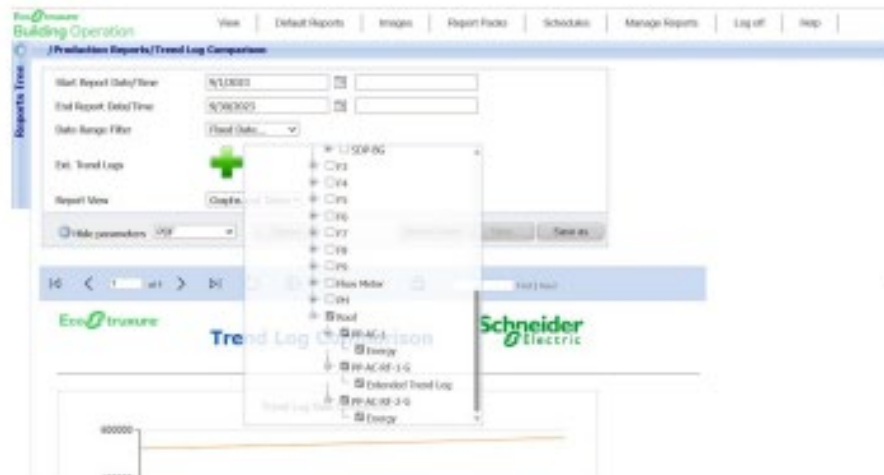 EcoStruxure
Building Operation
View
Default Reports
Images
Report Packs
Schedules
Manage Reports
Log off
Help
/Production Reports/Trend Log Comparison
Reports Tree
Start Report Date/Time
9/1/2023
End Report Date/Time
9/30/2023
Date Range Filter
Fixed Date...
Ext. Trend Logs
Report View
Hide parameters
PDF
Save as
SDP-BG
F3
F4
F5
F6
F7
F8
F9
Main Meter
PH
Roof
PP-AC-1
Energy
PP-AC-RF-1-G
Extended Trend Log
PP-AC-RF-2-G
Energy
1
of 1
Find | Next
EcoStruxure
Trend Log Comparison
Schneider
Electric
600000